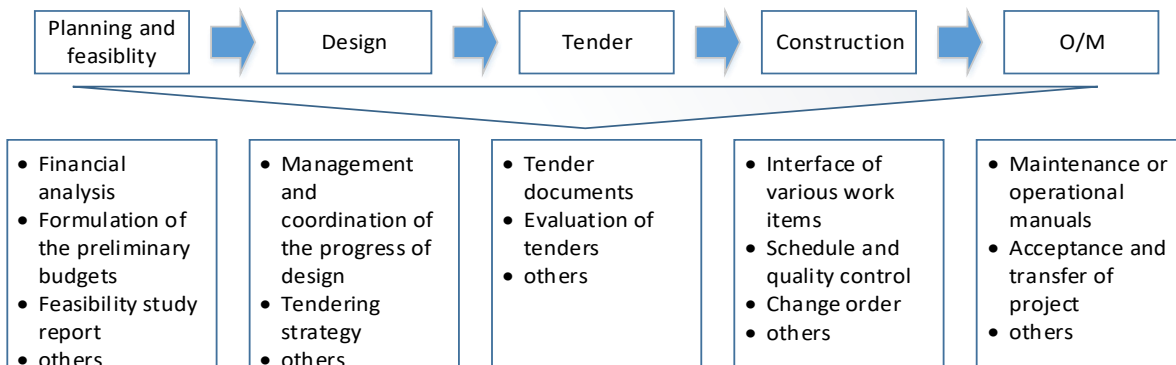 Planning and
feasiblity
Design
Tender
Construction
O/M
• Financial
analysis
• Formulation of
the preliminary
budgets
• Feasibility study
report
• others
• Management
and
coordination of
the progress of
design
• Tendering
strategy
• others
• Tender
documents
• Evaluation of
tenders
• others
• Interface of
various work
items
• Schedule and
quality control
• Change order
• others
• Maintenance or
operational
manuals
• Acceptance and
transfer of
project
• others